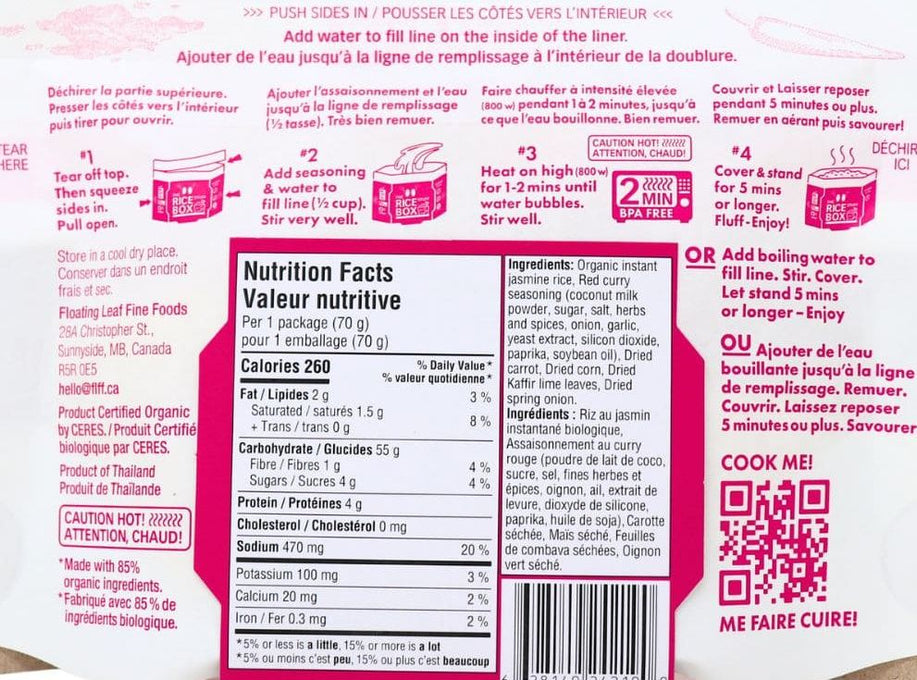 >>> PUSH SIDES IN / POUSSER LES CÔTÉS VERS L'INTÉRIEUR <<<
Add water to fill line on the inside of the liner.
Ajouter de l'eau jusqu'à la ligne de remplissage à l'intérieur de la doublure.
Déchirer la partie supérieure.
Presser les côtés vers l'intérieur
puis tirer pour ouvrir.
Ajouter l'assaisonnement et l'eau
jusqu'à la ligne de remplissage
(½ tasse). Très bien remuer.
Faire chauffer à intensité élevée
(800 w) pendant 1 à 2 minutes, jusqu'à
ce que l'eau bouillonne. Bien remuer.
Couvrir et Laisser reposer
pendant 5 minutes ou plus.
Remuer en aérant puis savourer!
TEAR
HERE
#1
Tear off top.
Then squeeze
sides in.
Pull open.
RICE
BOX
#2
Add seasoning
& water to
fill line (½ cup).
Stir very well.
RICE
BOX
#3
Heat on high (800 w)
for 1-2 mins until
water bubbles.
Stir well.
CAUTION HOT!
ATTENTION, CHAUD!
2 MIN
BPA FREE
#4
Cover & stand
for 5 mins
or longer.
Fluff-Enjoy!
RICE
BOX
DÉCHIR
ICI
Store in a cool dry place.
Conserver dans un endroit
frais et sec.
Floating Leaf Fine Foods
28A Christopher St.,
Sunnyside, MB, Canada
R5R 0E5
hello@flff.ca
Product Certified Organic
by CERES. / Produit Certifié
biologique par CERES.
Product of Thailand
Produit de Thaïlande
CAUTION HOT!
ATTENTION, CHAUD!
*Made with 85%
organic ingredients.
*Fabriqué avec 85% de
ingrédients biologique.
Nutrition Facts
Valeur nutritive
Per 1 package (70 g)
pour 1 emballage (70 g)
Calories 260
% Daily Value*
% valeur quotidienne*
Fat / Lipides 2 g 3 %
Saturated / saturés 1.5 g
+ Trans / trans 0 g 8 %
Carbohydrate / Glucides 55 g
Fibre / Fibres 1 g 4 %
Sugars / Sucres 4 g 4 %
Protein / Protéines 4 g
Cholesterol / Cholestérol 0 mg
Sodium 470 mg 20 %
Potassium 100 mg 3 %
Calcium 20 mg 2 %
Iron / Fer 0.3 mg 2 %
*5% or less is a little, 15% or more is a lot
*5% ou moins c'est peu, 15% ou plus c'est beaucoup
Ingredients: Organic instant
jasmine rice, Red curry
seasoning (coconut milk
powder, sugar, salt, herbs
and spices, onion, garlic,
yeast extract, silicon dioxide,
paprika, soybean oil), Dried
carrot, Dried corn, Dried
Kaffir lime leaves, Dried
spring onion.
Ingrédients : Riz au jasmin
instantané biologique,
Assaisonnement au curry
rouge (poudre de lait de coco,
sucre, sel, fines herbes et
épices, oignon, ail, extrait de
levure, dioxyde de silicone,
paprika, huile de soja), Carotte
séchée, Maïs séché, Feuilles
de combava séchées, Oignon
vert séché.
OR Add boiling water to
fill line. Stir. Cover.
Let stand 5 mins
or longer – Enjoy
OU Ajouter de l'eau
bouillante jusqu'à la ligne
de remplissage. Remuer.
Couvrir. Laissez reposer
5 minutes ou plus. Savourer
COOK ME!
ME FAIRE CUIRE!